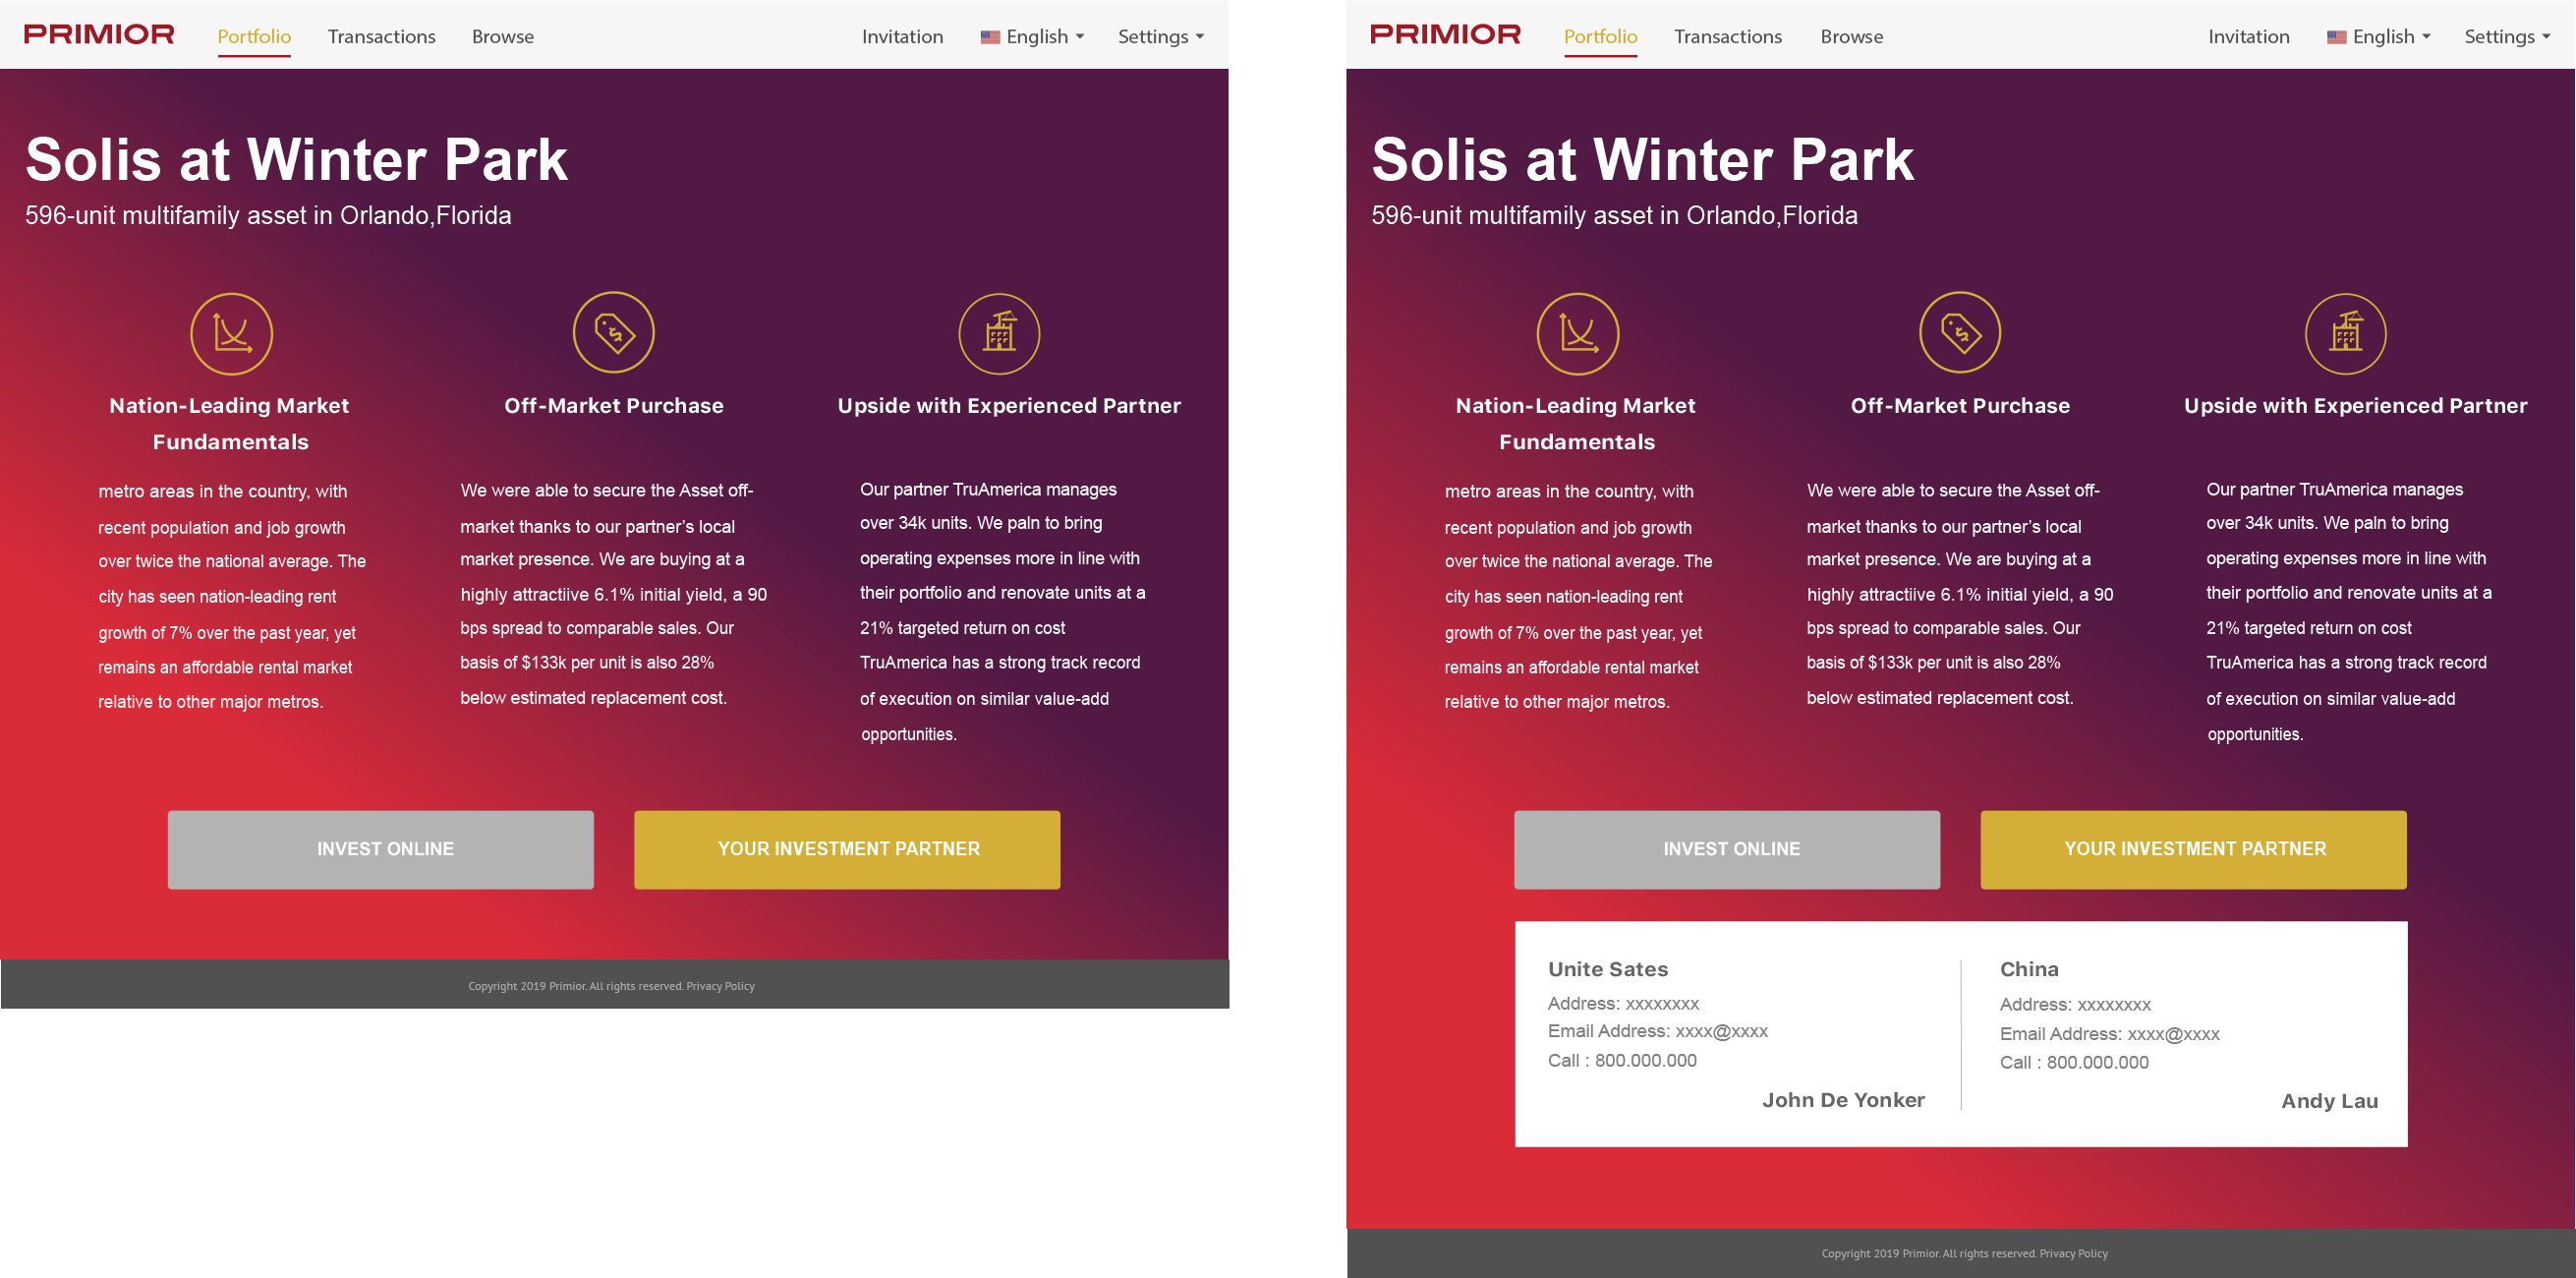 PRIMIOR Portfolio Transactions Browse Invitation English Settings
Solis at Winter Park
596-unit multifamily asset in Orlando,Florida
Nation-Leading Market
Fundamentals
metro areas in the country, with
recent population and job growth
over twice the national average. The
city has seen nation-leading rent
growth of 7% over the past year, yet
remains an affordable rental market
relative to other major metros.
Off-Market Purchase
We were able to secure the Asset off-
market thanks to our partner’s local
market presence. We are buying at a
highly attractiive 6.1% initial yield, a 90
bps spread to comparable sales. Our
basis of $133k per unit is also 28%
below estimated replacement cost.
Upside with Experienced Partner
Our partner TruAmerica manages
over 34k units. We paln to bring
operating expenses more in line with
their portfolio and renovate units at a
21% targeted return on cost
TruAmerica has a strong track record
of execution on similar value-add
opportunities.
INVEST ONLINE
YOUR INVESTMENT PARTNER
Copyright 2019 Primior. All rights reserved. Privacy Policy
PRIMIOR Portfolio Transactions Browse Invitation English Settings
Solis at Winter Park
596-unit multifamily asset in Orlando,Florida
Nation-Leading Market
Fundamentals
metro areas in the country, with
recent population and job growth
over twice the national average. The
city has seen nation-leading rent
growth of 7% over the past year, yet
remains an affordable rental market
relative to other major metros.
Off-Market Purchase
We were able to secure the Asset off-
market thanks to our partner’s local
market presence. We are buying at a
highly attractiive 6.1% initial yield, a 90
bps spread to comparable sales. Our
basis of $133k per unit is also 28%
below estimated replacement cost.
Upside with Experienced Partner
Our partner TruAmerica manages
over 34k units. We paln to bring
operating expenses more in line with
their portfolio and renovate units at a
21% targeted return on cost
TruAmerica has a strong track record
of execution on similar value-add
opportunities.
INVEST ONLINE
YOUR INVESTMENT PARTNER
Unite Sates
Address: xxxxxxxx
Email Address: xxxx@xxxx
Call : 800.000.000
John De Yonker
China
Address: xxxxxxxx
Email Address: xxxx@xxxx
Call : 800.000.000
Andy Lau
Copyright 2019 Primior. All rights reserved. Privacy Policy